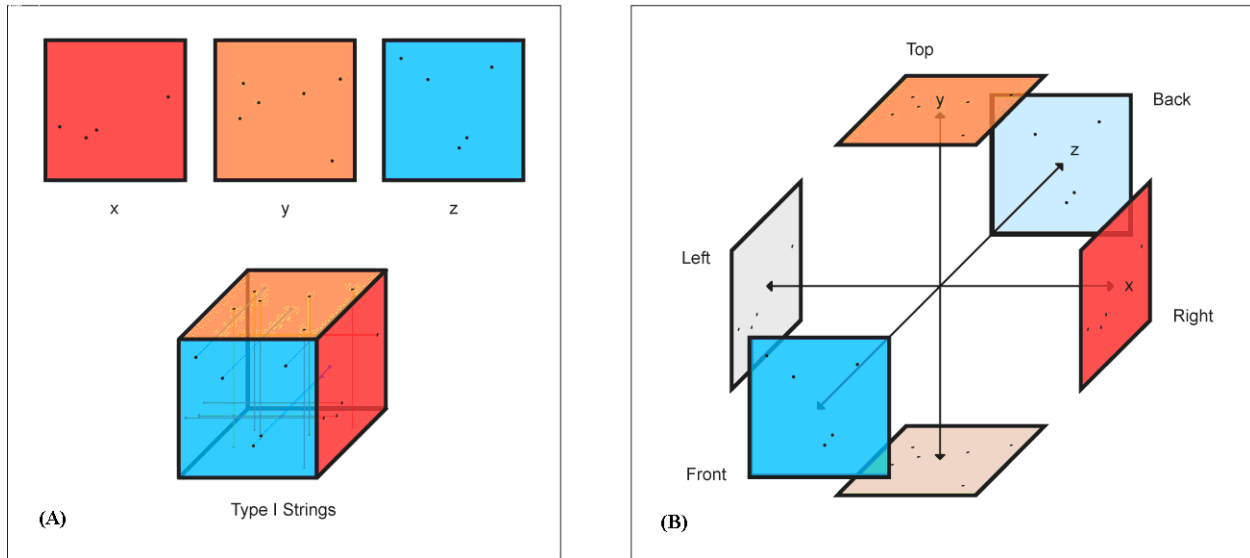 x
y
z
Type I Strings
(A)
Top
y
Back
z
Left
x
Right
Front
(B)